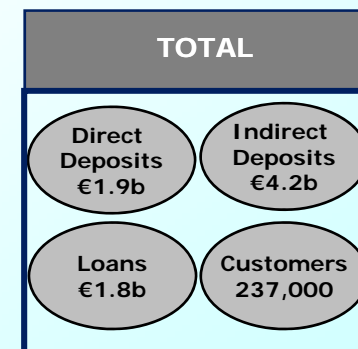 TOTAL
Direct
Deposits
€1.9b
Indirect
Deposits
€4.2b
Loans
€1.8b
Customers
237,000